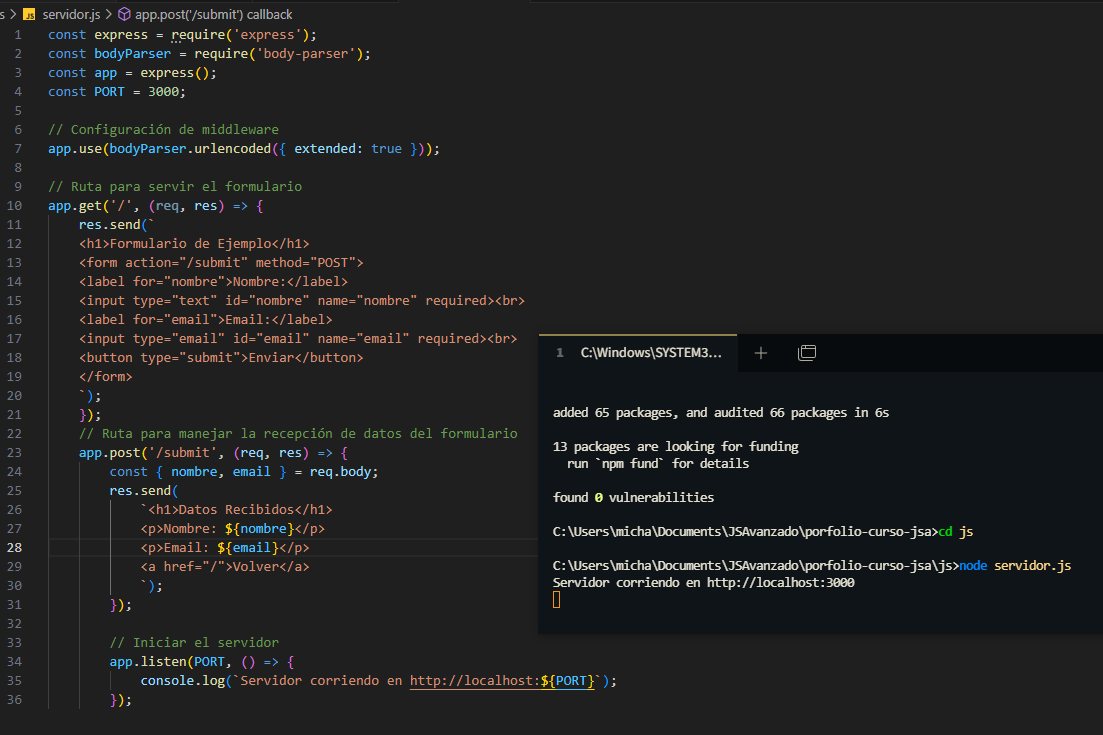 s > JS servidor.js > app.post('/submit') callback
1 const express = require('express');
2 const bodyParser = require('body-parser');
3 const app = express();
4 const PORT = 3000;
5
6 // Configuración de middleware
7 app.use(bodyParser.urlencoded({ extended: true }));
8
9 // Ruta para servir el formulario
10 app.get('/', (req, res) => {
11 res.send(`
12 <h1>Formulario de Ejemplo</h1>
13 <form action="/submit" method="POST">
14 <label for="nombre">Nombre:</label>
15 <input type="text" id="nombre" name="nombre" required><br>
16 <label for="email">Email:</label>
17 <input type="email" id="email" name="email" required><br>
18 <button type="submit">Enviar</button>
19 </form>
20 `);
21 });
22 // Ruta para manejar la recepción de datos del formulario
23 app.post('/submit', (req, res) => {
24 const { nombre, email } = req.body;
25 res.send(
26 `<h1>Datos Recibidos</h1>
27 <p>Nombre: ${nombre}</p>
28 <p>Email: ${email}</p>
29 <a href="/">Volver</a>
30 `);
31 });
32
33 // Iniciar el servidor
34 app.listen(PORT, () => {
35 console.log(`Servidor corriendo en http://localhost:${PORT}`);
36 });
1 C:\Windows\SYSTEM3...
added 65 packages, and audited 66 packages in 6s
13 packages are looking for funding
run `npm fund` for details
found 0 vulnerabilities
C:\Users\micha\Documents\JSAvanzado\porfolio-curso-jsa>cd js
C:\Users\micha\Documents\JSAvanzado\porfolio-curso-jsa\js>node servidor.js
Servidor corriendo en http://localhost:3000